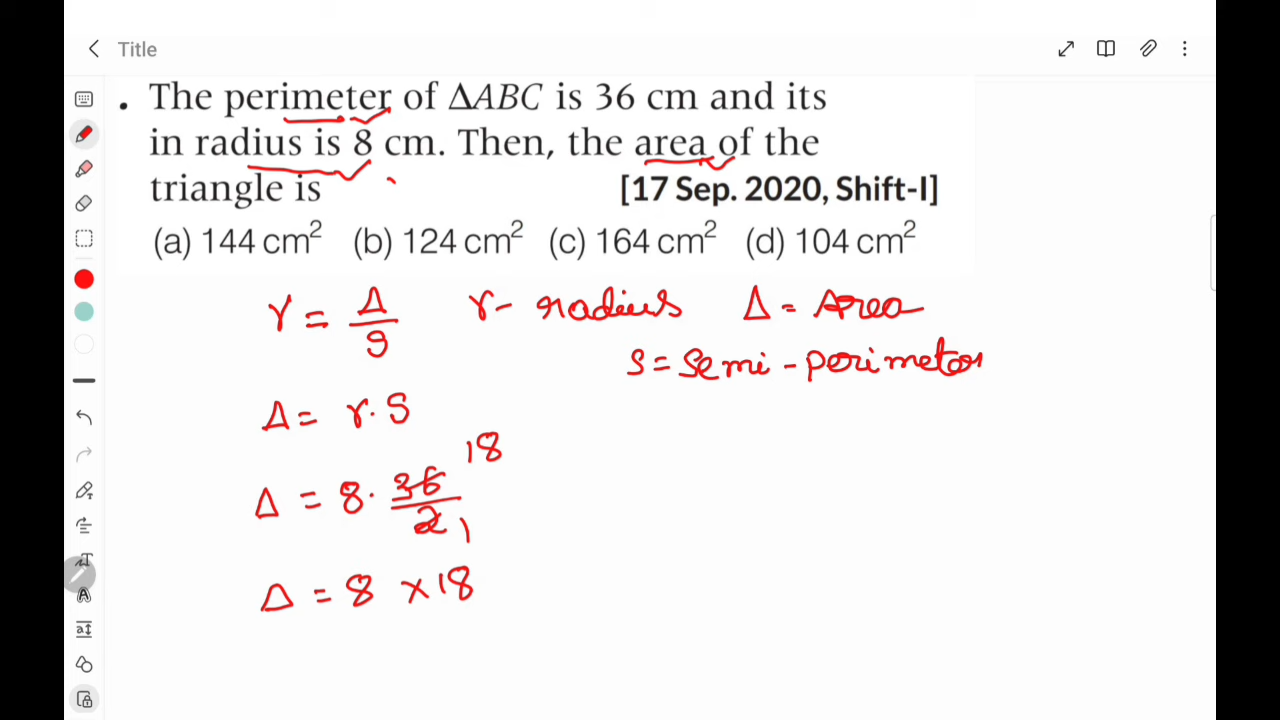 Title
. The perimeter of ΔABC is 36 cm and its
in radius is 8 cm. Then, the area of the
triangle is [17 Sep. 2020, Shift-I]
(a) 144 cm² (b) 124 cm² (c) 164 cm² (d) 104 cm²
r = Δ/s r - radius Δ = Area
s = semi - perimetor
Δ = r . s
Δ = 8 . 36/2 18 1
Δ = 8 × 18